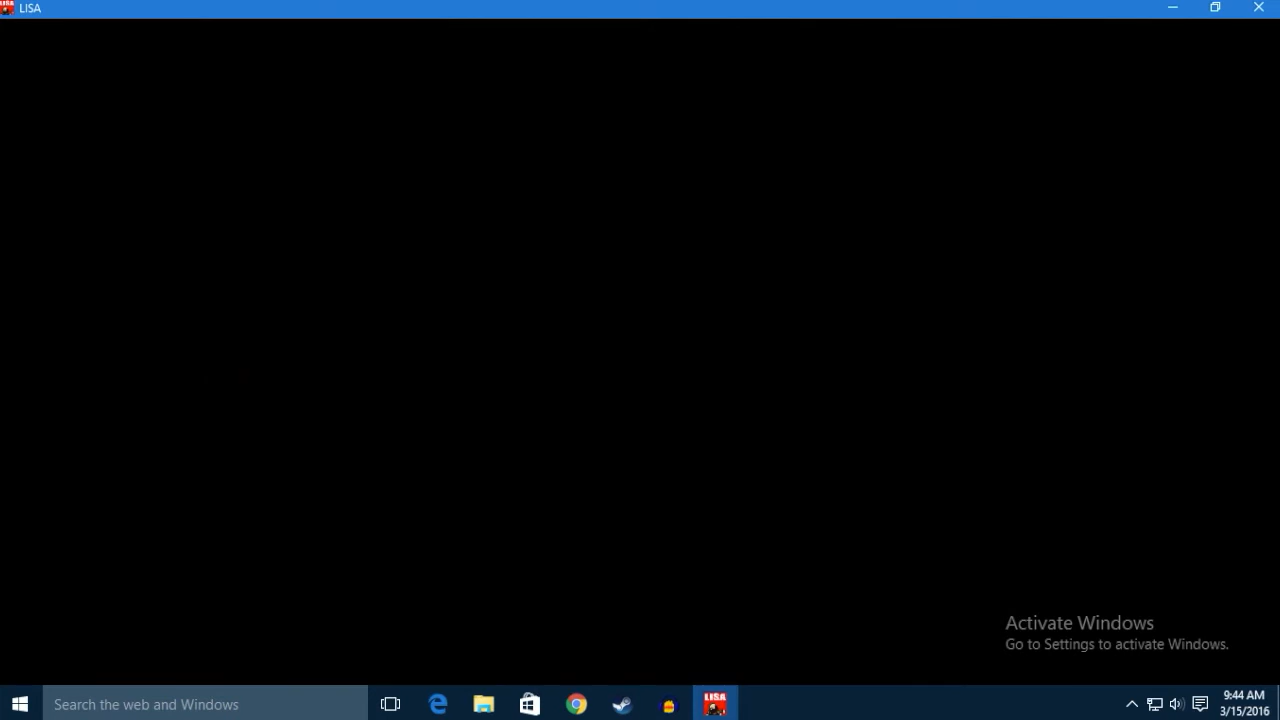 LISA
Activate Windows
Go to Settings to activate Windows.
Search the web and Windows
LISA
9:44 AM
3/15/2016